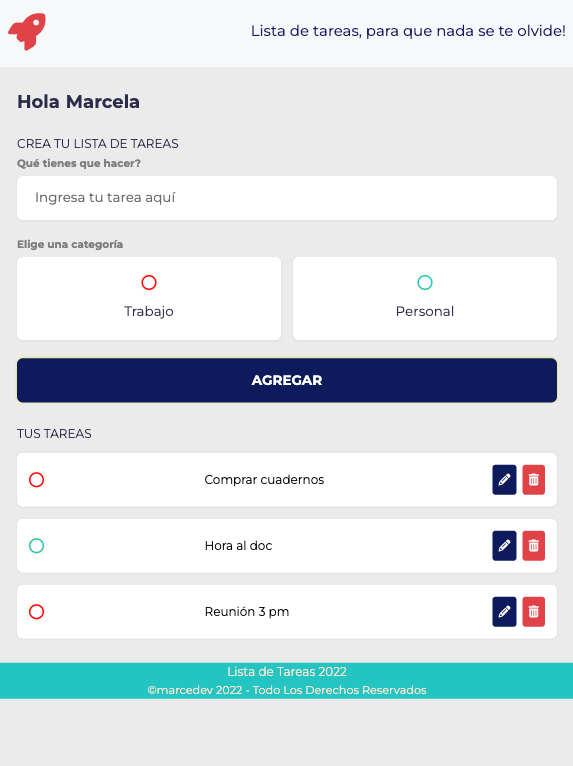 Lista de tareas, para que nada se te olvide!
Hola Marcela
CREA TU LISTA DE TAREAS
Qué tienes que hacer?
Ingresa tu tarea aquí
Elige una categoría
Trabajo
Personal
AGREGAR
TUS TAREAS
Comprar cuadernos
Hora al doc
Reunión 3 pm
Lista de Tareas 2022
©marcedev 2022 - Todo Los Derechos Reservados